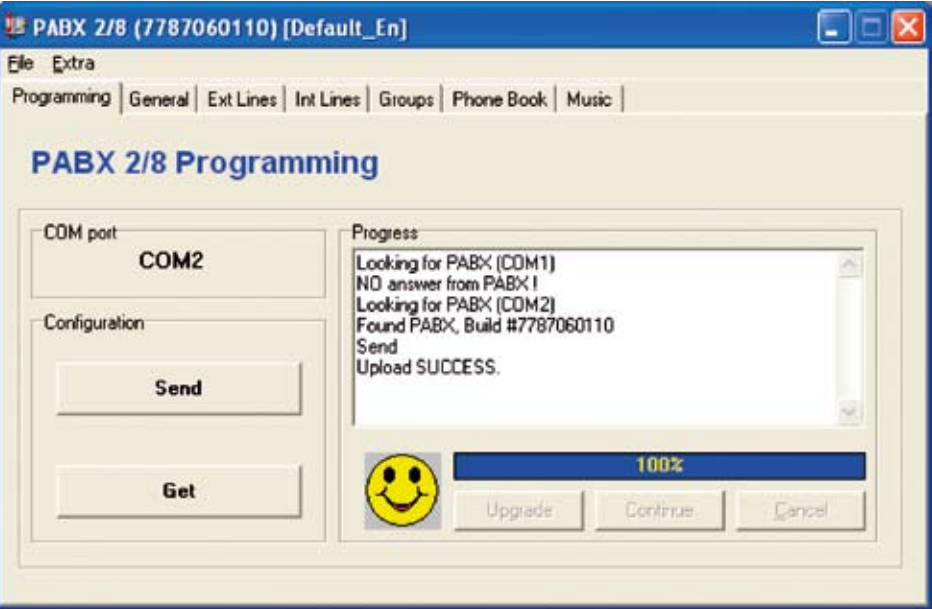 PABX 2/8 (7787060110) [Default_En]
File Extra
Programming General Ext Lines Int Lines Groups Phone Book Music
PABX 2/8 Programming
COM port
COM2
Configuration
Send
Get
Progress
Looking for PABX (COM1)
NO answer from PABX !
Looking for PABX (COM2)
Found PABX, Build #7787060110
Send
Upload SUCCESS.
100%
Upgrade Continue Cancel